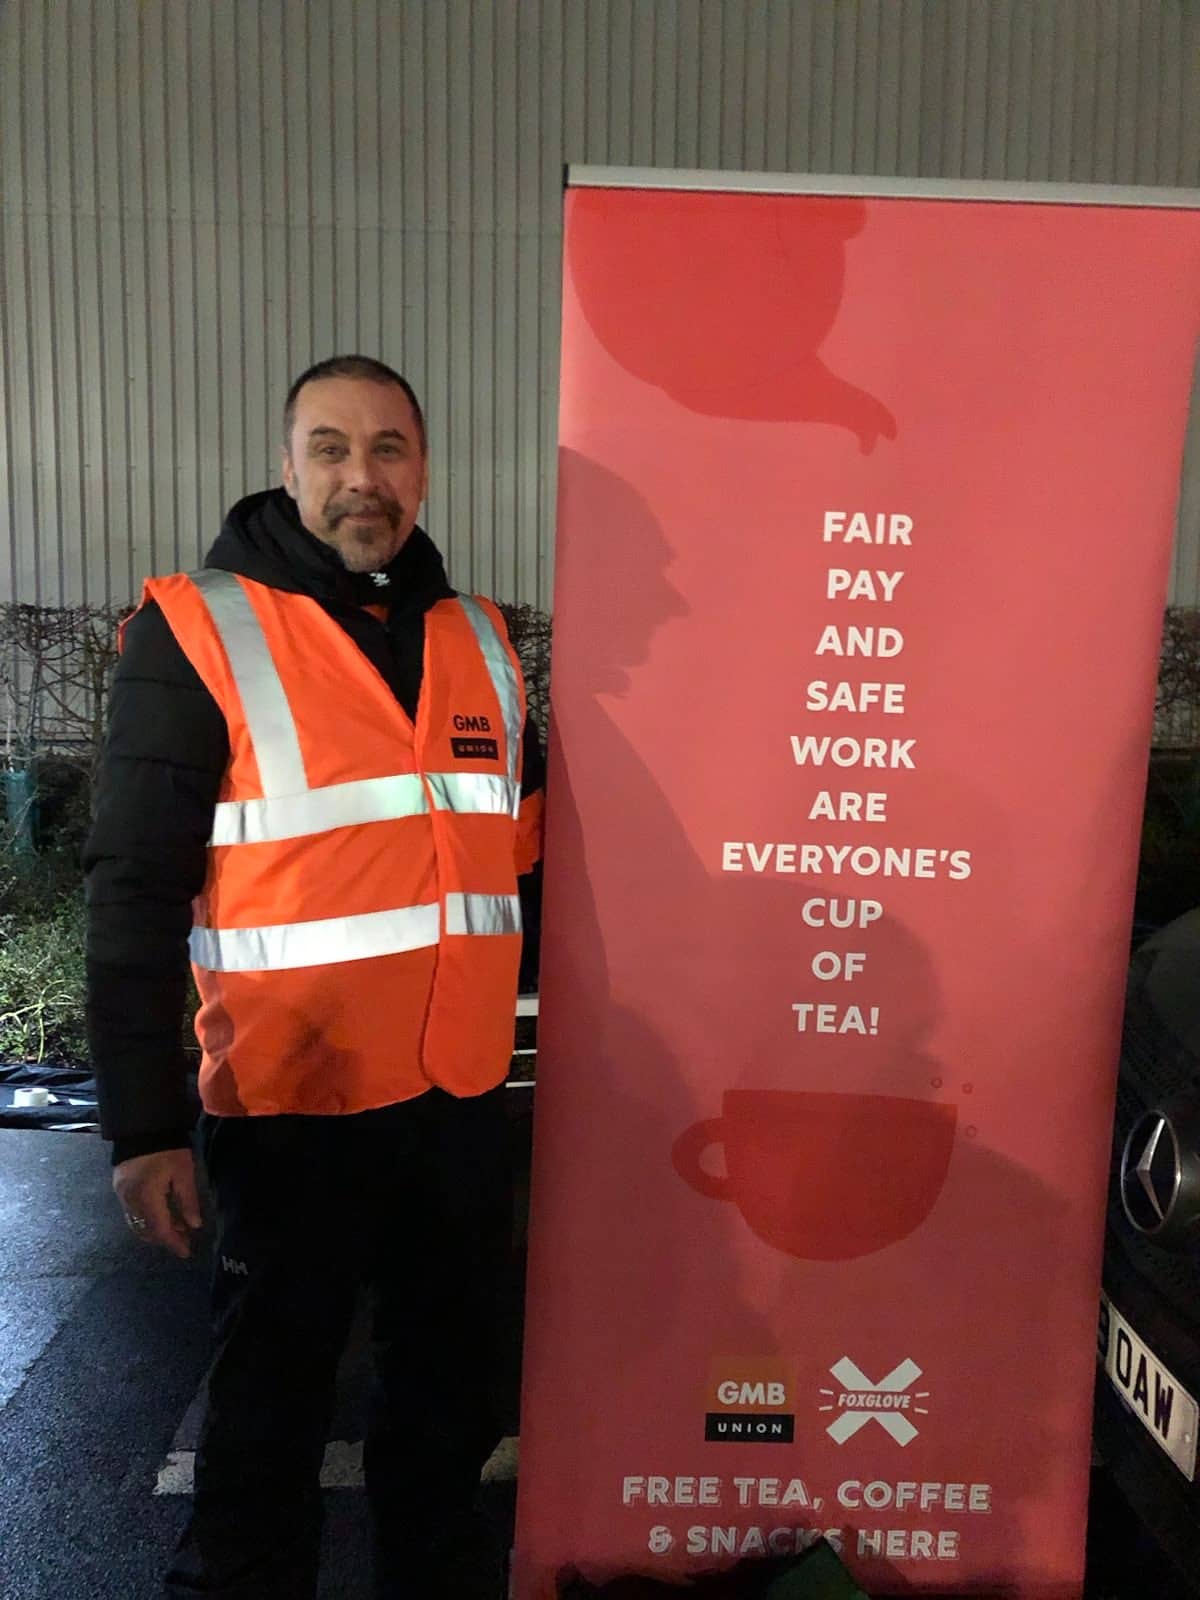 FAIR
PAY
AND
SAFE
WORK
ARE
EVERYONE'S
CUP
OF
TEA!
GMB
UNION
FOXGLOVE
FREE TEA, COFFEE
& SNACKS HERE
GMB
UNION
HH
OAW